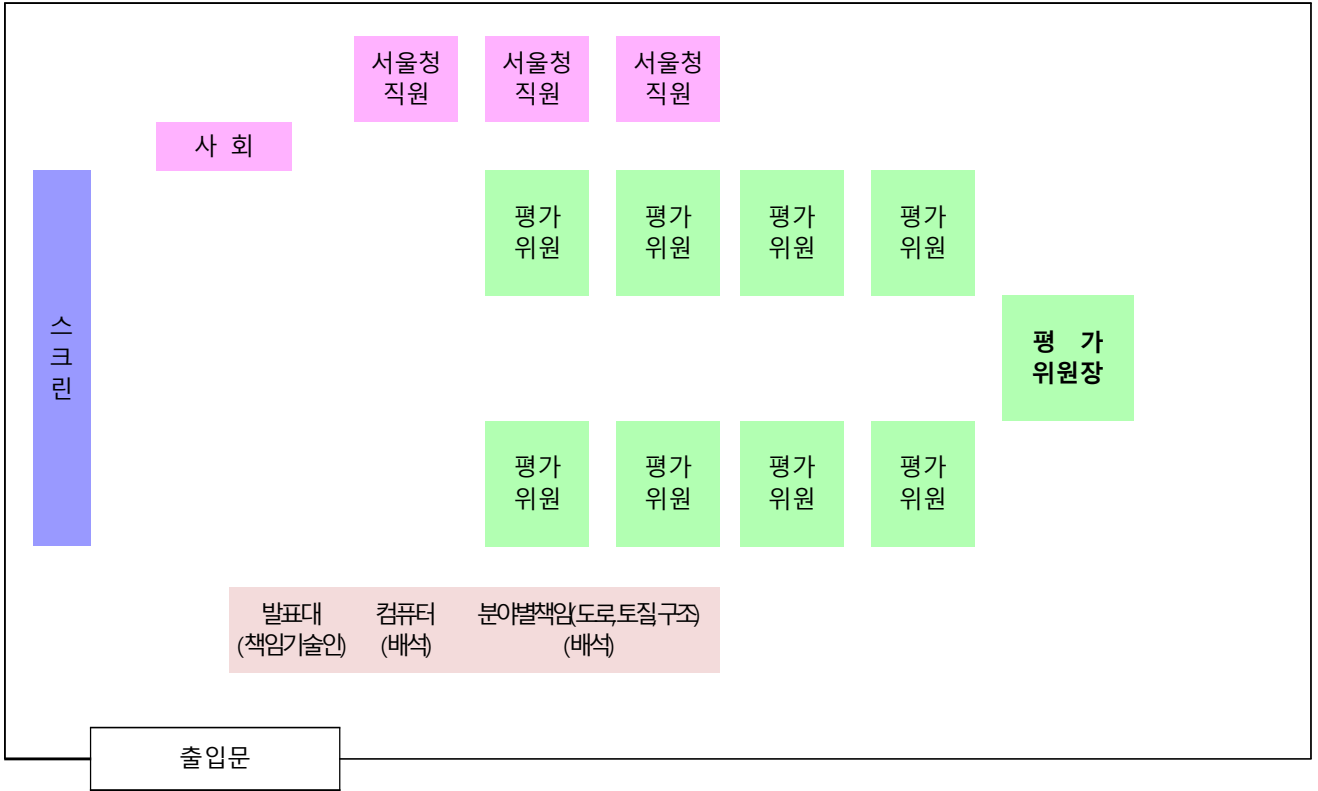 서울청
직원
서울청
직원
서울청
직원
사 회
스
크
린
평가
위원
평가
위원
평가
위원
평가
위원
평 가
위원장
평가
위원
평가
위원
평가
위원
평가
위원
발표대
(책임기술인)
컴퓨터
(배석)
분야별책임(도로,토질,구조)
(배석)
출입문